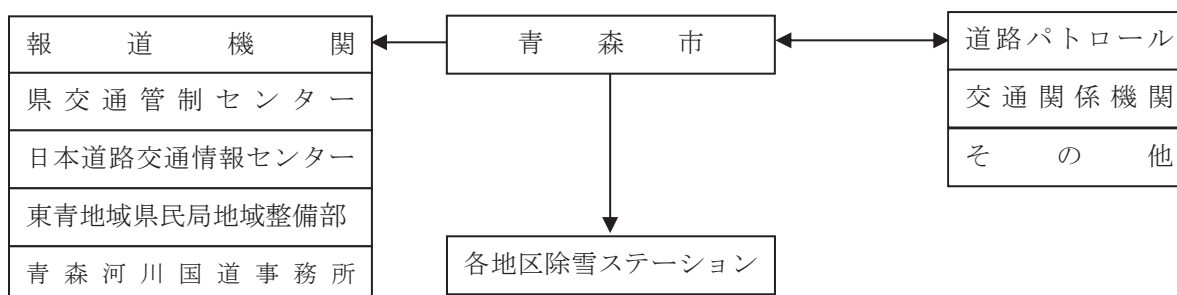 報道機関
県交通管制センター
日本道路交通情報センター
東青地域県民局地域整備部
青森河川国道事務所
青森市
各地区除雪ステーション
道路パトロール
交通関係機関
その他